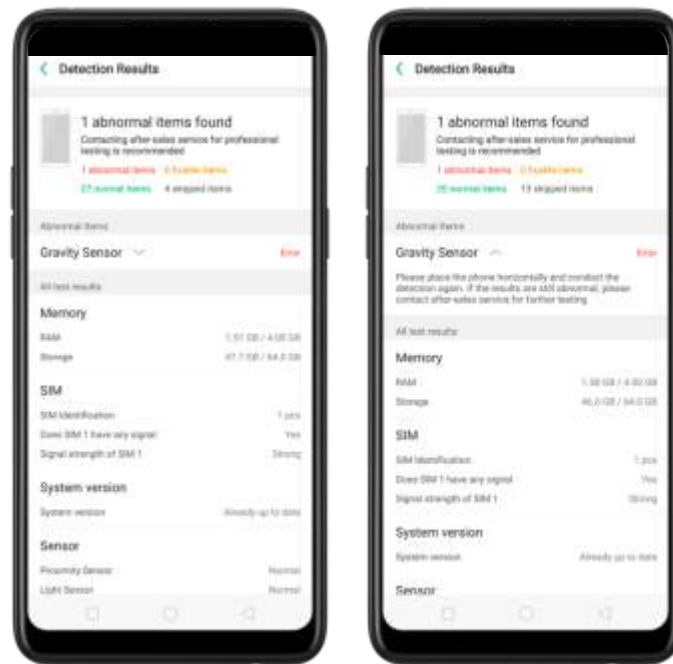 Detection Results
1 abnormal items found
Contacting after-sales service for professional
testing is recommended
1 abnormal items 0 fixable items
27 normal items 4 skipped items
Abnormal items
Gravity Sensor Error
All test results
Memory
RAM 1.51 GB / 4.00 GB
Storage 47.7 GB / 64.0 GB
SIM
SIM Identification 1 pcs
Does SIM 1 have any signal Yes
Signal strength of SIM 1 Strong
System version
System version Already up to date
Sensor
Proximity Sensor Normal
Light Sensor Normal
Detection Results
1 abnormal items found
Contacting after-sales service for professional
testing is recommended
1 abnormal items 0 fixable items
normal items 13 skipped items
Abnormal items
Gravity Sensor Error
Please place the phone horizontally and conduct the
detection again. If the results are still abnormal, please
contact after-sales service for further testing
All test results
Memory
RAM / 4.00 GB
Storage 46.0 GB / 64.0 GB
SIM
SIM Identification 1 pcs
Does SIM 1 have any signal Yes
Signal strength of SIM 1 Strong
System version
System version Already up to date
Sensor